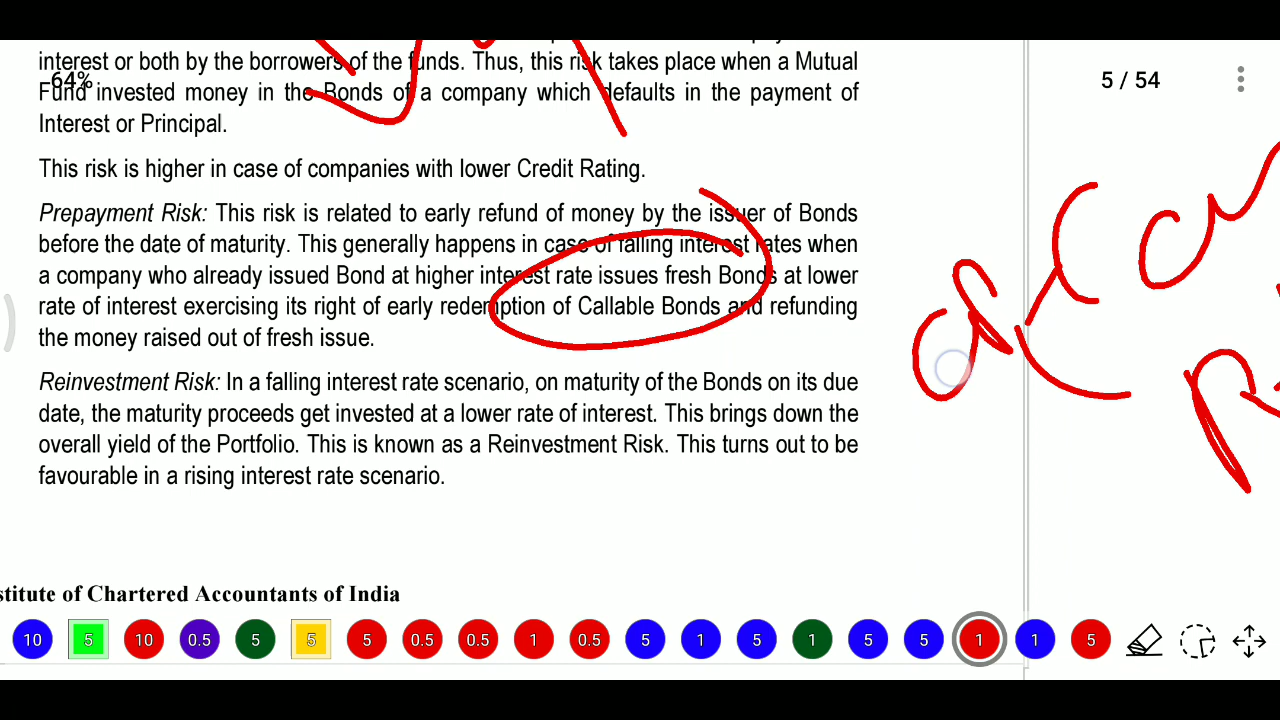 interest or both by the borrowers of the funds. Thus, this risk takes place when a Mutual
64%
5 / 54
Fund invested money in the Bonds of a company which defaults in the payment of
Interest or Principal.
This risk is higher in case of companies with lower Credit Rating.
Prepayment Risk: This risk is related to early refund of money by the issuer of Bonds
before the date of maturity. This generally happens in case of falling interest rates when
a company who already issued Bond at higher interest rate issues fresh Bonds at lower
rate of interest exercising its right of early redemption of Callable Bonds and refunding
the money raised out of fresh issue.
Reinvestment Risk: In a falling interest rate scenario, on maturity of the Bonds on its due
date, the maturity proceeds get invested at a lower rate of interest. This brings down the
overall yield of the Portfolio. This is known as a Reinvestment Risk. This turns out to be
favourable in a rising interest rate scenario.
stitute of Chartered Accountants of India
10 5 10 0.5 5 5 5 0.5 0.5 1 0.5 5 1 5 1 5 5 1 1 5